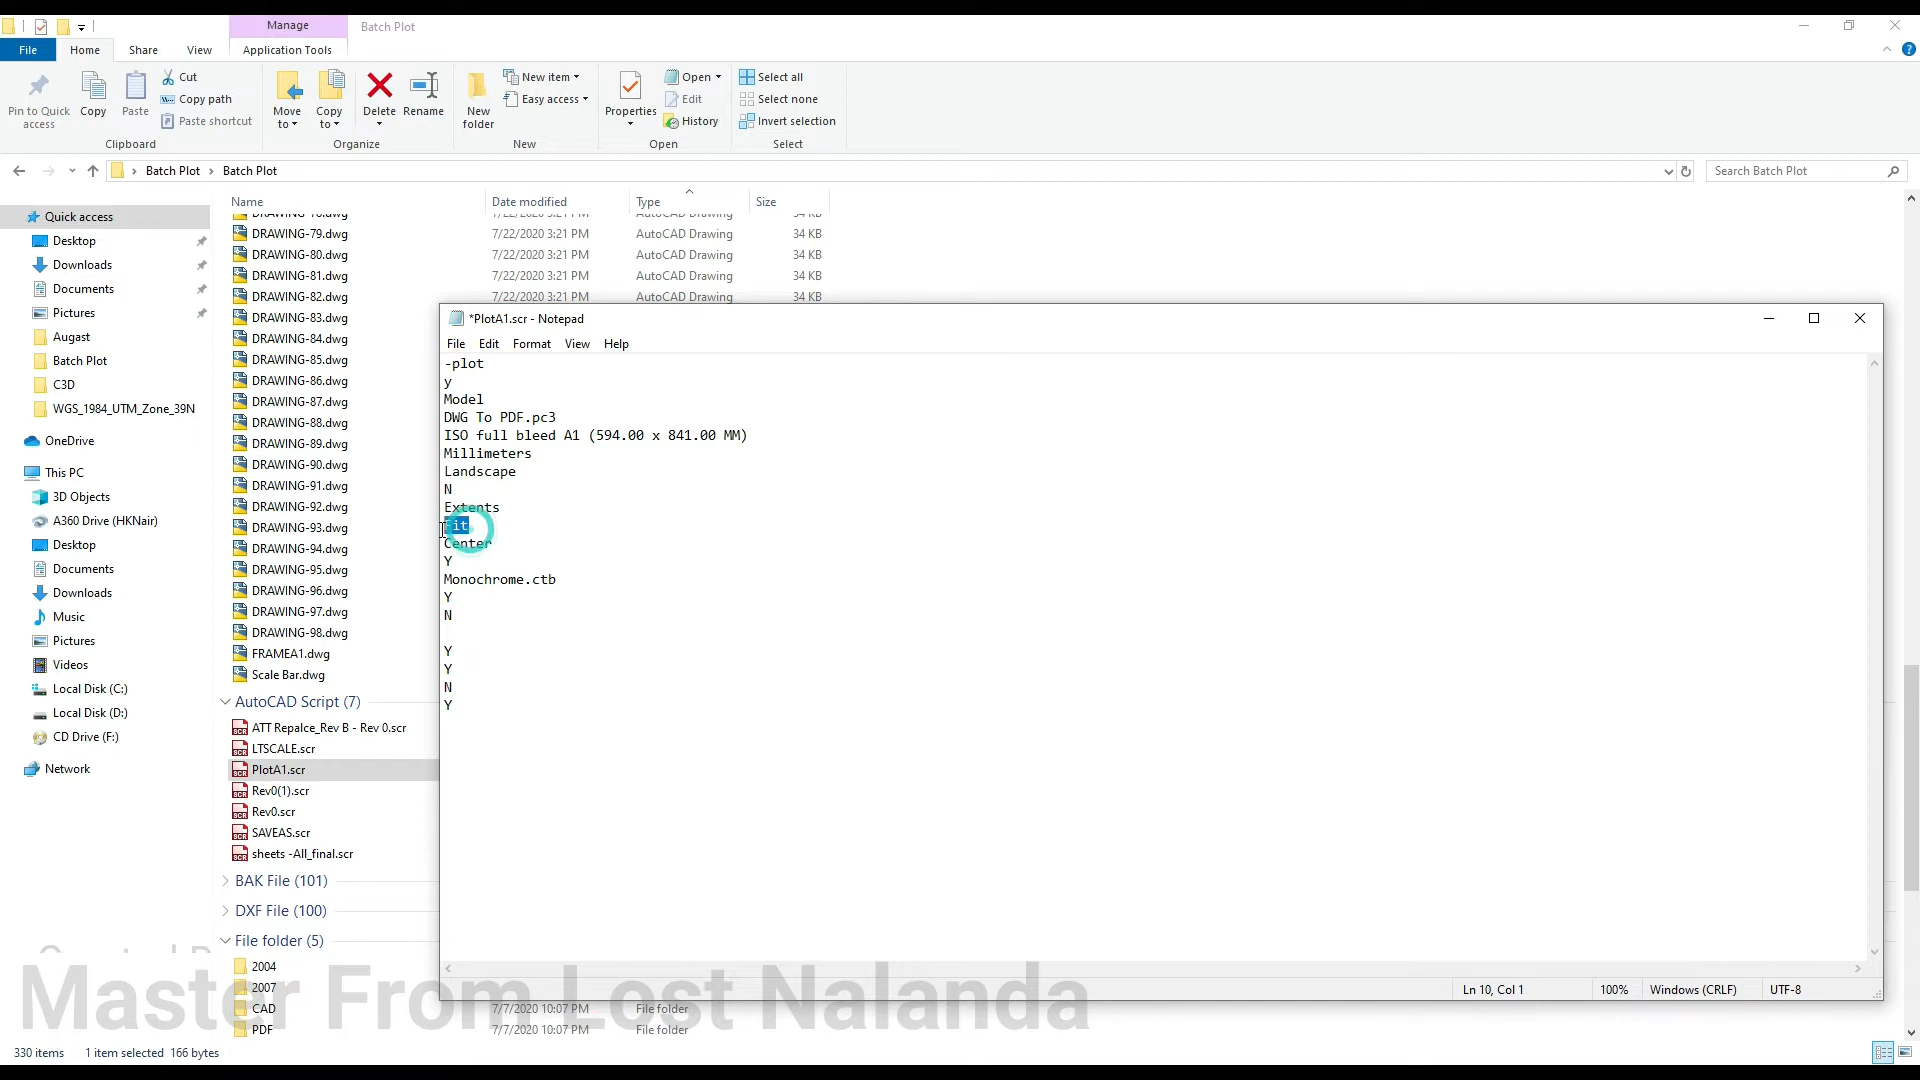 Manage
Batch Plot
File
Home
Share
View
Application Tools
Pin to Quick access
Copy
Paste
Cut
Copy path
Paste shortcut
Clipboard
Move to
Copy to
Delete
Rename
Organize
New folder
New item
Easy access
New
Properties
Open
Edit
History
Open
Select all
Select none
Invert selection
Select
Batch Plot
Batch Plot
Search Batch Plot
Name
Date modified
Type
Size
Quick access
Desktop
Downloads
Documents
Pictures
Augast
Batch Plot
C3D
WGS_1984_UTM_Zone_39N
OneDrive
This PC
3D Objects
A360 Drive (HKNair)
Desktop
Documents
Downloads
Music
Pictures
Videos
Local Disk (C:)
Local Disk (D:)
CD Drive (F:)
Network
DRAWING-79.dwg 7/22/2020 3:21 PM AutoCAD Drawing 34 KB
DRAWING-80.dwg 7/22/2020 3:21 PM AutoCAD Drawing 34 KB
DRAWING-81.dwg 7/22/2020 3:21 PM AutoCAD Drawing 34 KB
DRAWING-82.dwg 7/22/2020 3:21 PM AutoCAD Drawing 34 KB
DRAWING-83.dwg
DRAWING-84.dwg
DRAWING-85.dwg
DRAWING-86.dwg
DRAWING-87.dwg
DRAWING-88.dwg
DRAWING-89.dwg
DRAWING-90.dwg
DRAWING-91.dwg
DRAWING-92.dwg
DRAWING-93.dwg
DRAWING-94.dwg
DRAWING-95.dwg
DRAWING-96.dwg
DRAWING-97.dwg
DRAWING-98.dwg
FRAMEA1.dwg
Scale Bar.dwg
AutoCAD Script (7)
ATT Repalce_Rev B - Rev 0.scr
LTSCALE.scr
PlotA1.scr
Rev0(1).scr
Rev0.scr
SAVEAS.scr
sheets -All_final.scr
BAK File (101)
DXF File (100)
File folder (5)
2004
2007
CAD 7/7/2020 10:07 PM File folder
PDF 7/7/2020 10:07 PM File folder
*PlotA1.scr - Notepad
File Edit Format View Help
-plot
y
Model
DWG To PDF.pc3
ISO full bleed A1 (594.00 x 841.00 MM)
Millimeters
Landscape
N
Extents
Fit
Center
Y
Monochrome.ctb
Y
N
Y
Y
N
Y
Ln 10, Col 1
100%
Windows (CRLF)
UTF-8
Master From Lost Nalanda
330 items 1 item selected 166 bytes